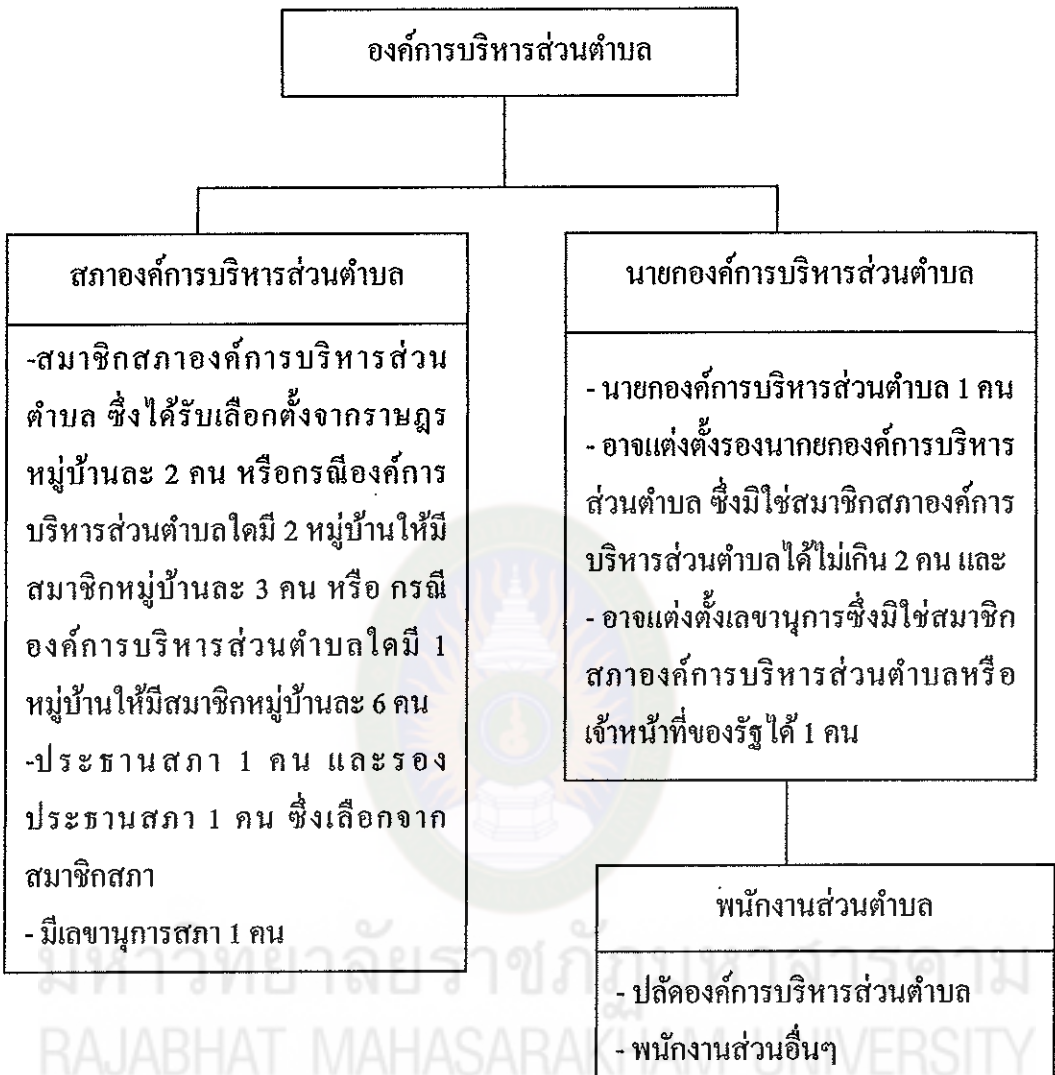 องค์การบริหารส่วนตำบล
สภาองค์การบริหารส่วนตำบล
-สมาชิกสภาองค์การบริหารส่วน
ตำบล ซึ่งได้รับเลือกตั้งจากราษฎร
หมู่บ้านละ 2 คน หรือกรณีองค์การ
บริหารส่วนตำบลใดมี 2 หมู่บ้านให้มี
สมาชิกหมู่บ้านละ 3 คน หรือ กรณี
องค์การบริหารส่วนตำบลใดมี 1
หมู่บ้านให้มีสมาชิกหมู่บ้านละ 6 คน
-ประธานสภา 1 คน และรอง
ประธานสภา 1 คน ซึ่งเลือกจาก
สมาชิกสภา
- มีเลขานุการสภา 1 คน
นายกองค์การบริหารส่วนตำบล
- นายกองค์การบริหารส่วนตำบล 1 คน
- อาจแต่งตั้งรองนากยกองค์การบริหาร
ส่วนตำบล ซึ่งมิใช่สมาชิกสภาองค์การ
บริหารส่วนตำบลได้ไม่เกิน 2 คน และ
- อาจแต่งตั้งเลขานุการซึ่งมิใช่สมาชิก
สภาองค์การบริหารส่วนตำบลหรือ
เจ้าหน้าที่ของรัฐได้ 1 คน
พนักงานส่วนตำบล
- ปลัดองค์การบริหารส่วนตำบล
- พนักงานส่วนอื่นๆ
มหาวิทยาลัยราชภัฏมหาสารคาม
RAJABHAT MAHASARAKHAM UNIVERSITY